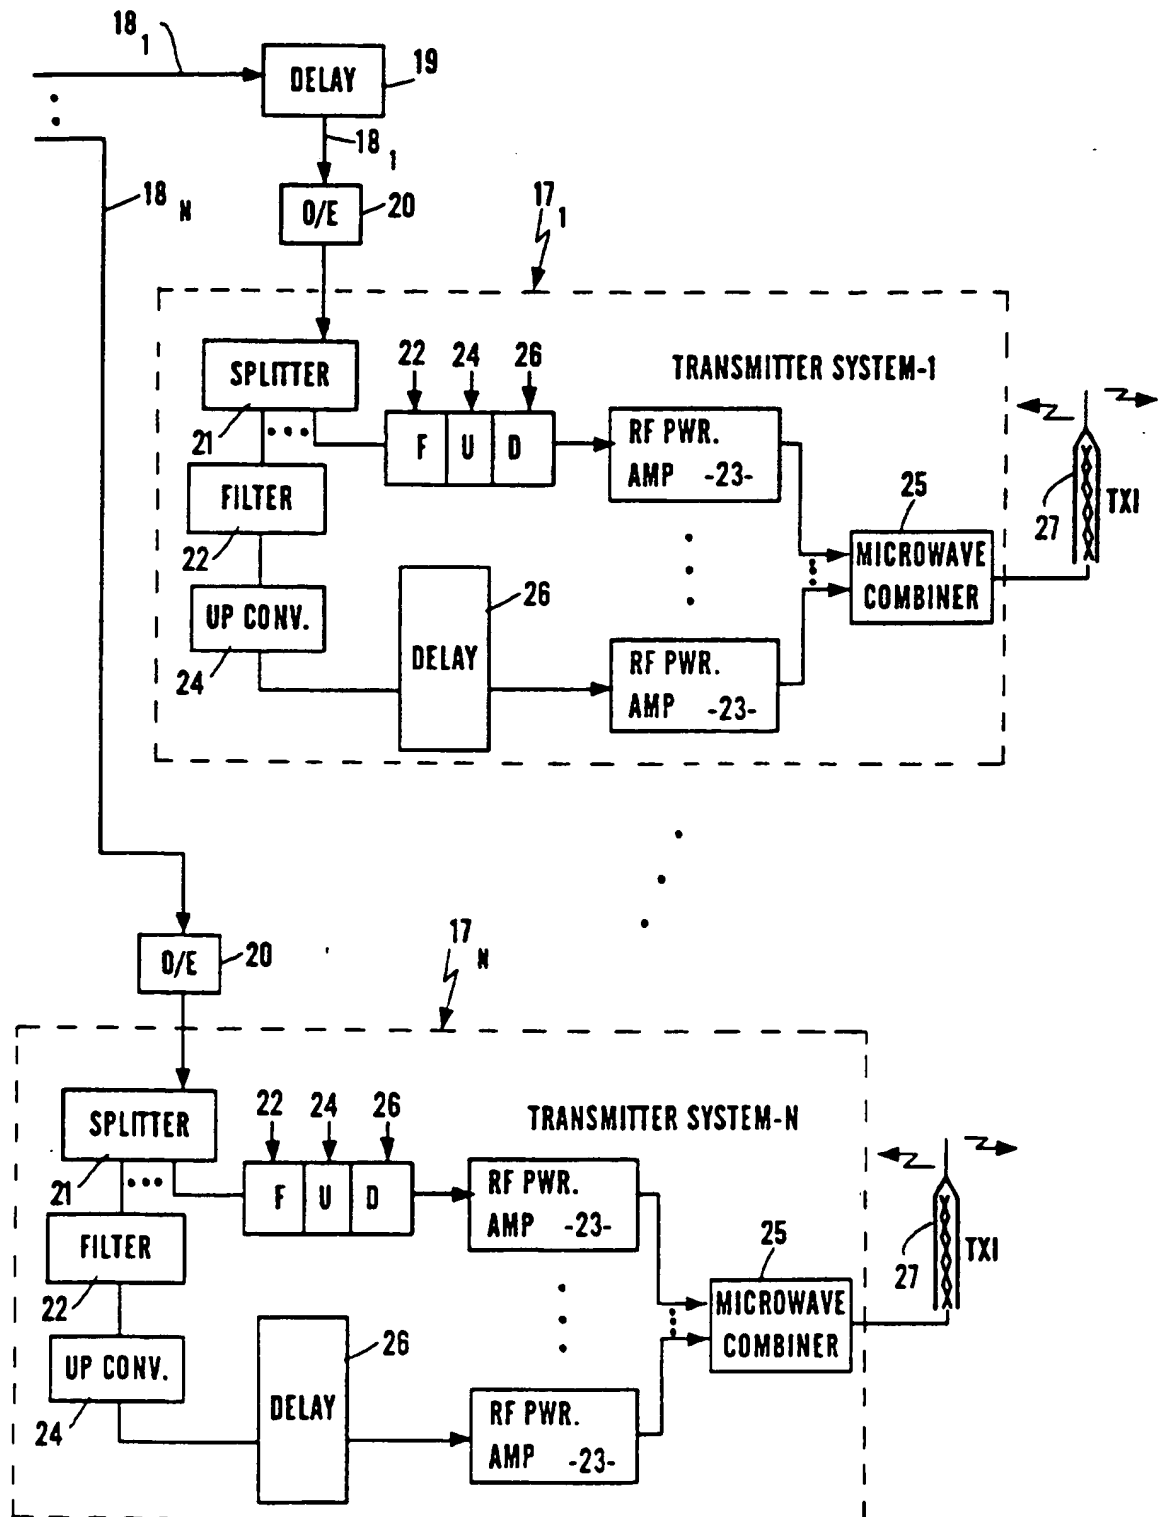 18 1
DELAY
19
18 1
O/E
20
18 N
17 1
SPLITTER
21
22 24 26
F U D
TRANSMITTER SYSTEM-1
RF PWR.
AMP -23-
FILTER
22
25
MICROWAVE
COMBINER
27
TXI
UP CONV.
24
DELAY
26
RF PWR.
AMP -23-
O/E
20
17 N
SPLITTER
21
22 24 26
F U D
TRANSMITTER SYSTEM-N
RF PWR.
AMP -23-
FILTER
22
25
MICROWAVE
COMBINER
27
TXI
UP CONV.
24
DELAY
26
RF PWR.
AMP -23-